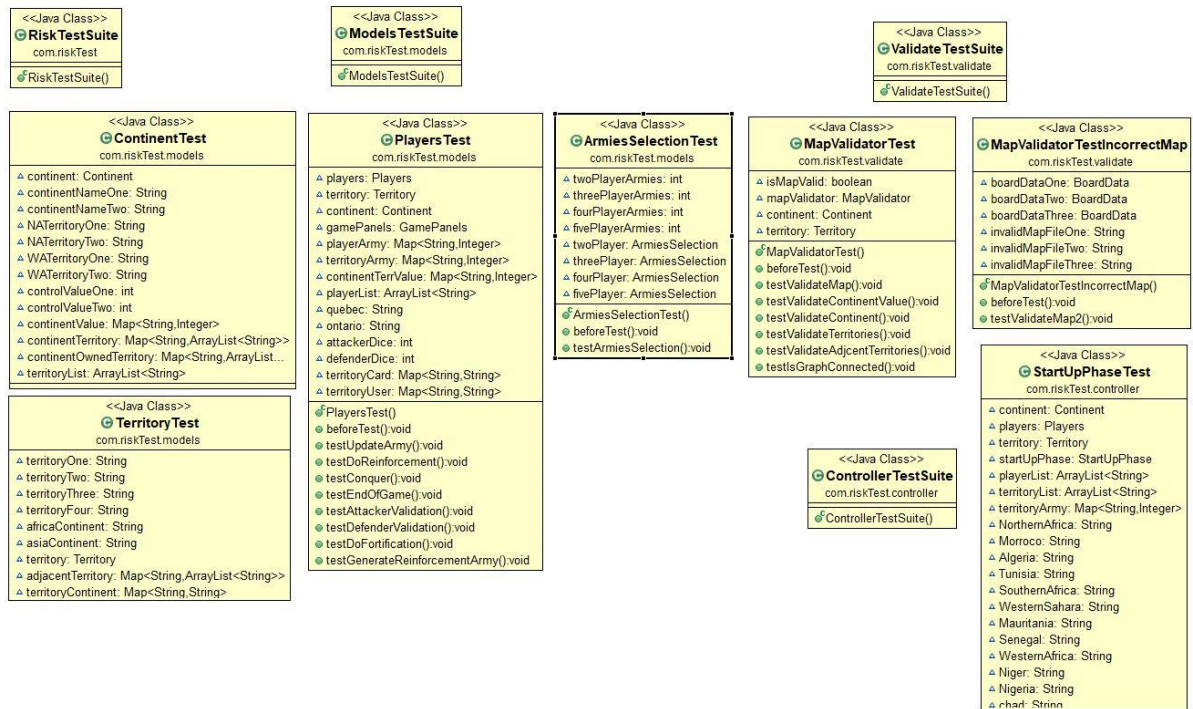 <<Java Class>>
RiskTestSuite
com.riskTest
RiskTestSuite()
<<Java Class>>
ModelsTestSuite
com.riskTest.models
ModelsTestSuite()
<<Java Class>>
ValidateTestSuite
com.riskTest.validate
ValidateTestSuite()
<<Java Class>>
ContinentTest
com.riskTest.models
continent: Continent
continentNameOne: String
continentNameTwo: String
NATerritoryOne: String
NATerritoryTwo: String
WATerritoryOne: String
WATerritoryTwo: String
controlValueOne: int
controlValueTwo: int
continentValue: Map<String,Integer>
continentTerritory: Map<String,ArrayList<String>>
continentOwnedTerritory: Map<String,ArrayList...
territoryList: ArrayList<String>
<<Java Class>>
TerritoryTest
com.riskTest.models
territoryOne: String
territoryTwo: String
territoryThree: String
territoryFour: String
africaContinent: String
asiaContinent: String
territory: Territory
adjacentTerritory: Map<String,ArrayList<String>>
territoryContinent: Map<String,String>
<<Java Class>>
PlayersTest
com.riskTest.models
players: Players
territory: Territory
continent: Continent
gamePanels: GamePanels
playerArmy: Map<String,Integer>
territoryArmy: Map<String,Integer>
continentTerrValue: Map<String,Integer>
playerList: ArrayList<String>
quebec: String
ontario: String
attackerDice: int
defenderDice: int
territoryCard: Map<String,String>
territoryUser: Map<String,String>
PlayersTest()
beforeTest():void
testUpdateArmy():void
testDoReinforcement():void
testConquer():void
testEndOfGame():void
testAttackerValidation():void
testDefenderValidation():void
testDoFortification():void
testGenerateReinforcementArmy():void
<<Java Class>>
ArmiesSelectionTest
com.riskTest.models
twoPlayerArmies: int
threePlayerArmies: int
fourPlayerArmies: int
fivePlayerArmies: int
twoPlayer: ArmiesSelection
threePlayer: ArmiesSelection
fourPlayer: ArmiesSelection
fivePlayer: ArmiesSelection
ArmiesSelectionTest()
beforeTest():void
testArmiesSelection():void
<<Java Class>>
MapValidatorTest
com.riskTest.validate
isMapValid: boolean
mapValidator: MapValidator
continent: Continent
territory: Territory
MapValidatorTest()
beforeTest():void
testValidateMap():void
testValidateContinentValue():void
testValidateContinent():void
testValidateTerritories():void
testValidateAdjcentTerritories():void
testIsGraphConnected():void
<<Java Class>>
MapValidatorTestIncorrectMap
com.riskTest.validate
boardDataOne: BoardData
boardDataTwo: BoardData
boardDataThree: BoardData
invalidMapFileOne: String
invalidMapFileTwo: String
invalidMapFileThree: String
MapValidatorTestIncorrectMap()
beforeTest():void
testValidateMap2():void
<<Java Class>>
ControllerTestSuite
com.riskTest.controller
ControllerTestSuite()
<<Java Class>>
StartUpPhaseTest
com.riskTest.controller
continent: Continent
players: Players
territory: Territory
startUpPhase: StartUpPhase
playerList: ArrayList<String>
territoryList: ArrayList<String>
territoryArmy: Map<String,Integer>
NorthernAfrica: String
Morroco: String
Algeria: String
Tunisia: String
SouthernAfrica: String
WesternSahara: String
Mauritania: String
Senegal: String
WesternAfrica: String
Niger: String
Nigeria: String
chad: String